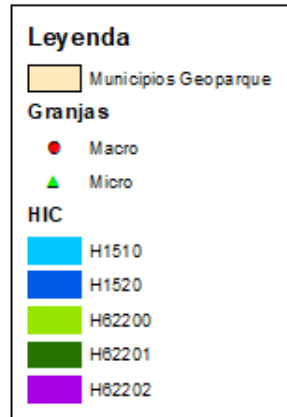 Leyenda
Municipios Geoparque
Granjas
Macro
Micro
HIC
H1510
H1520
H62200
H62201
H62202